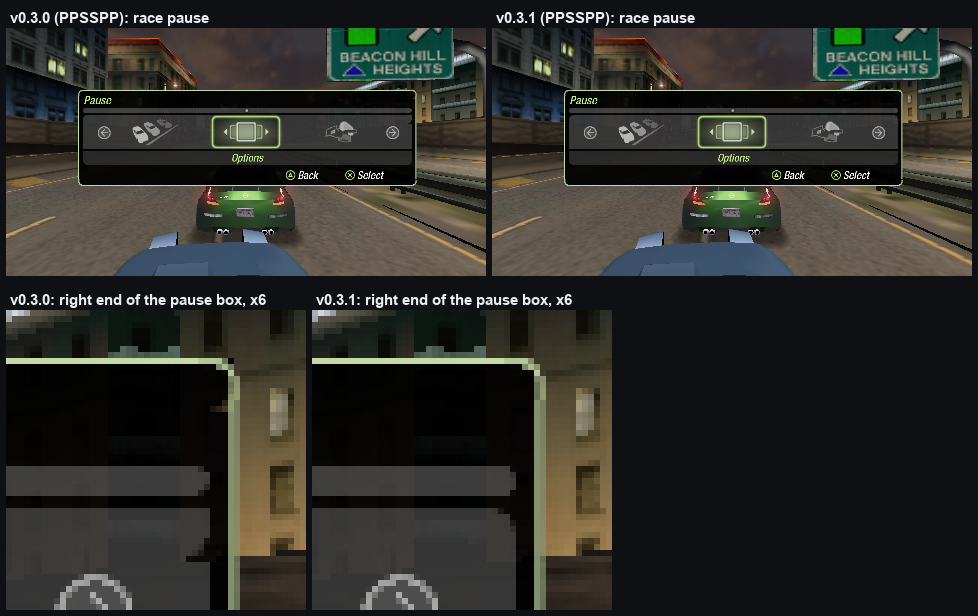 v0.3.0 (PPSSPP): race pause
v0.3.1 (PPSSPP): race pause
BEACON HILL
HEIGHTS
Pause
Options
Back
Select
BEACON HILL
HEIGHTS
Pause
Options
Back
Select
v0.3.0: right end of the pause box, x6
v0.3.1: right end of the pause box, x6